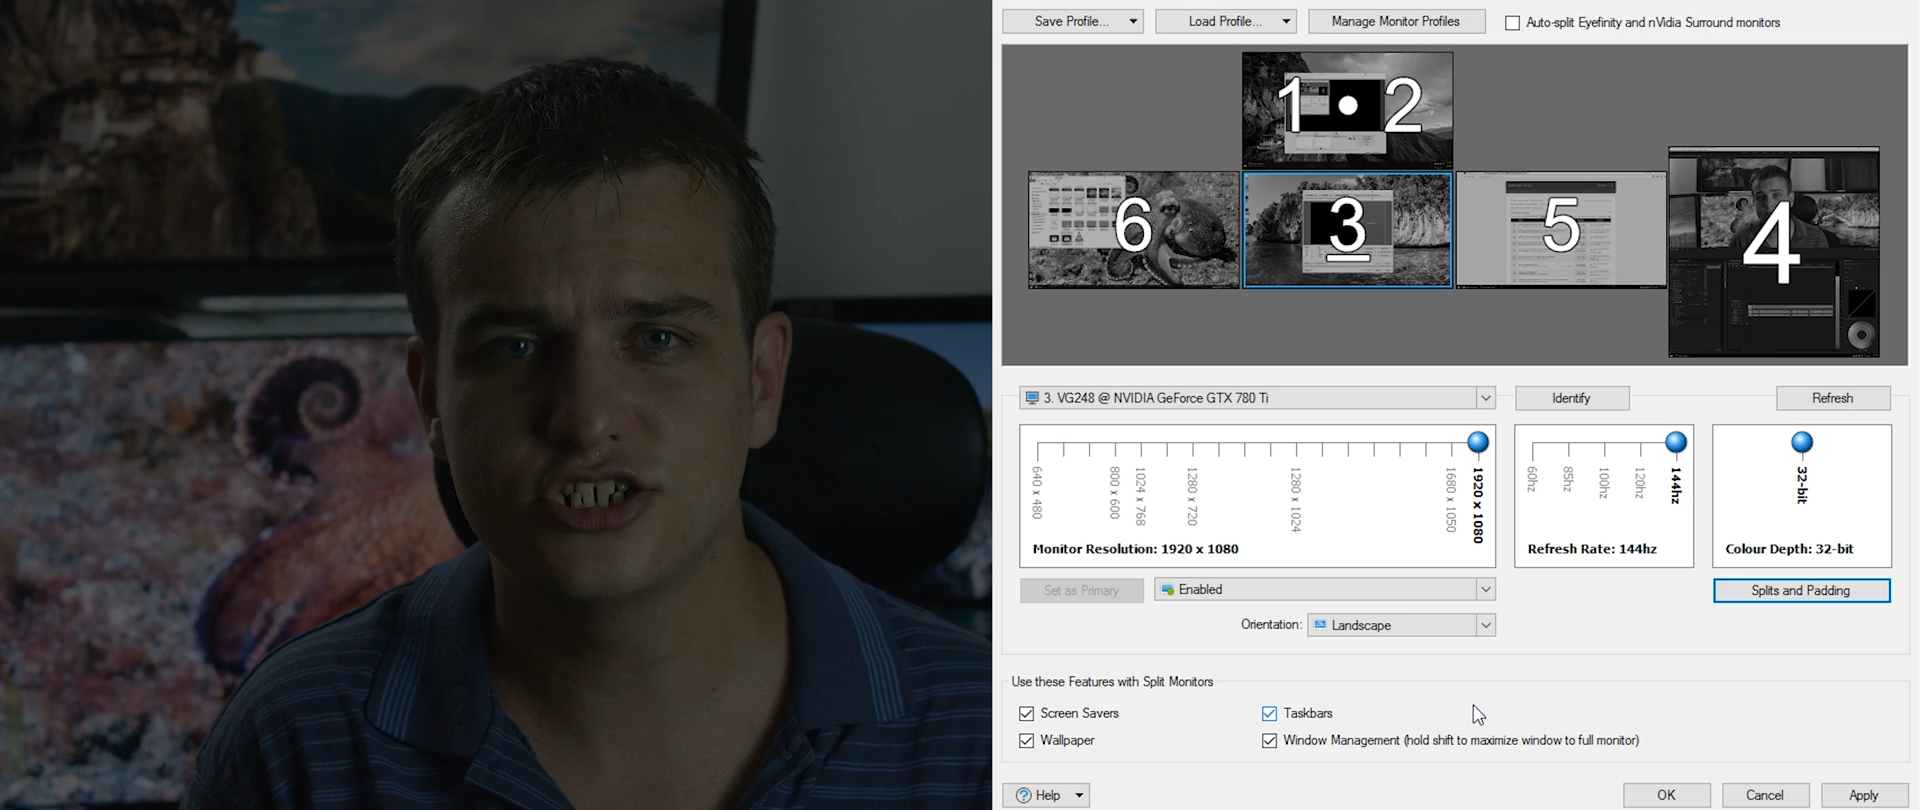 Save Profile...
Load Profile...
Manage Monitor Profiles
Auto-split Eyefinity and nVidia Surround monitors
1 • 2
6
3
5
4
3. VG248 @ NVIDIA GeForce GTX 780 Ti
Identify
Refresh
640 x 480
800 x 600
1024 x 768
1280 x 720
1280 x 1024
1680 x 1050
1920 x 1080
Monitor Resolution: 1920 x 1080
60hz
85hz
100hz
120hz
144hz
Refresh Rate: 144hz
32-bit
Colour Depth: 32-bit
Set as Primary
Enabled
Splits and Padding
Orientation:
Landscape
Use these Features with Split Monitors
Screen Savers
Taskbars
Wallpaper
Window Management (hold shift to maximize window to full monitor)
Help
OK
Cancel
Apply